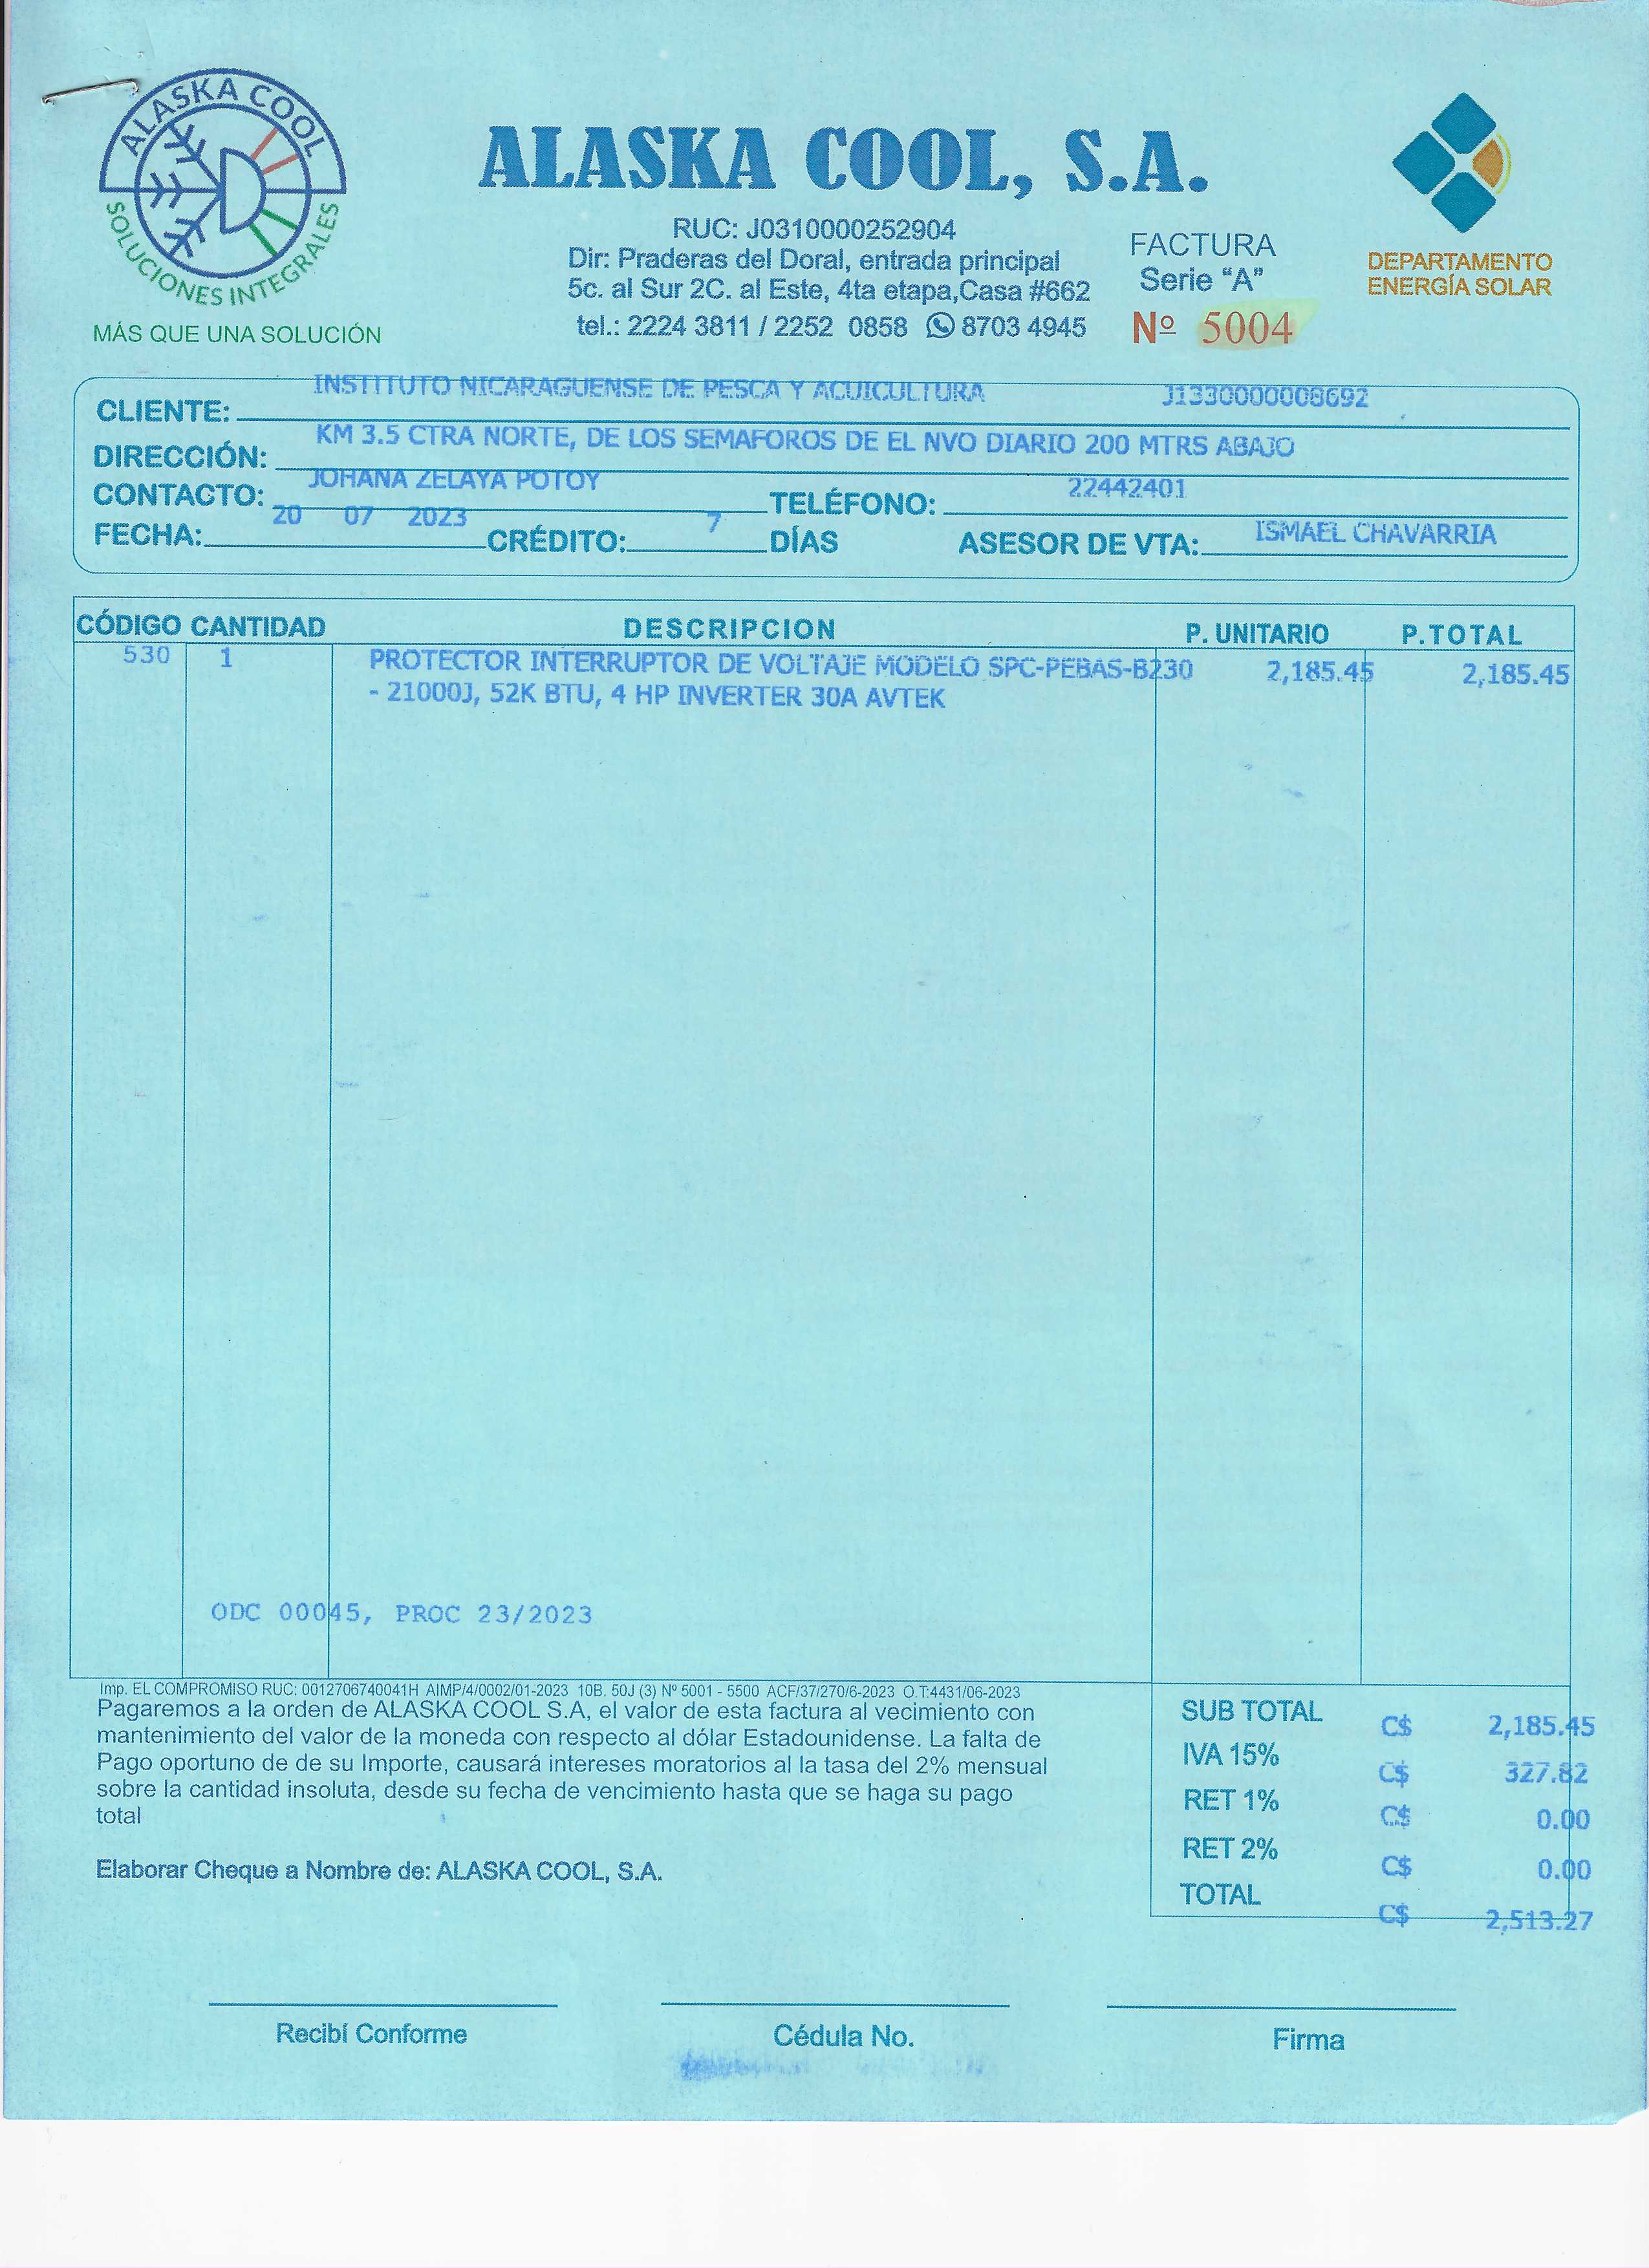 ALASKA COOL
SOLUCIONES INTEGRALES
MÁS QUE UNA SOLUCIÓN
ALASKA COOL, S.A.
RUC: J0310000252904
Dir: Praderas del Doral, entrada principal
5c. al Sur 2C. al Este, 4ta etapa,Casa #662
tel.: 2224 3811 / 2252 0858 8703 4945
FACTURA
Serie “A”
Nº 5004
DEPARTAMENTO
ENERGÍA SOLAR
CLIENTE: INSTITUTO NICARAGUENSE DE PESCA Y ACUICULTURA J1330000008692
DIRECCIÓN: KM 3.5 CTRA NORTE, DE LOS SEMAFOROS DE EL NVO DIARIO 200 MTRS ABAJO
CONTACTO: JOHANA ZELAYA POTOY TELÉFONO: 22442401
FECHA: 20 07 2023 CRÉDITO: 7 DÍAS ASESOR DE VTA: ISMAEL CHAVARRIA
CÓDIGO CANTIDAD DESCRIPCION P. UNITARIO P.TOTAL
530 1 PROTECTOR INTERRUPTOR DE VOLTAJE MODELO SPC-PEBAS-B230 2,185.45 2,185.45
- 21000J, 52K BTU, 4 HP INVERTER 30A AVTEK
ODC 00045, PROC 23/2023
Imp. EL COMPROMISO RUC: 0012706740041H AIMP/4/0002/01-2023 10B. 50J (3) Nº 5001 - 5500 ACF/37/270/6-2023 O.T:4431/06-2023
Pagaremos a la orden de ALASKA COOL S.A, el valor de esta factura al vecimiento con
mantenimiento del valor de la moneda con respecto al dólar Estadounidense. La falta de
Pago oportuno de de su Importe, causará intereses moratorios al la tasa del 2% mensual
sobre la cantidad insoluta, desde su fecha de vencimiento hasta que se haga su pago
total
Elaborar Cheque a Nombre de: ALASKA COOL, S.A.
SUB TOTAL C$ 2,185.45
IVA 15% C$ 327.82
RET 1% C$ 0.00
RET 2% C$ 0.00
TOTAL C$ 2,513.27
Recibí Conforme
Cédula No.
Firma